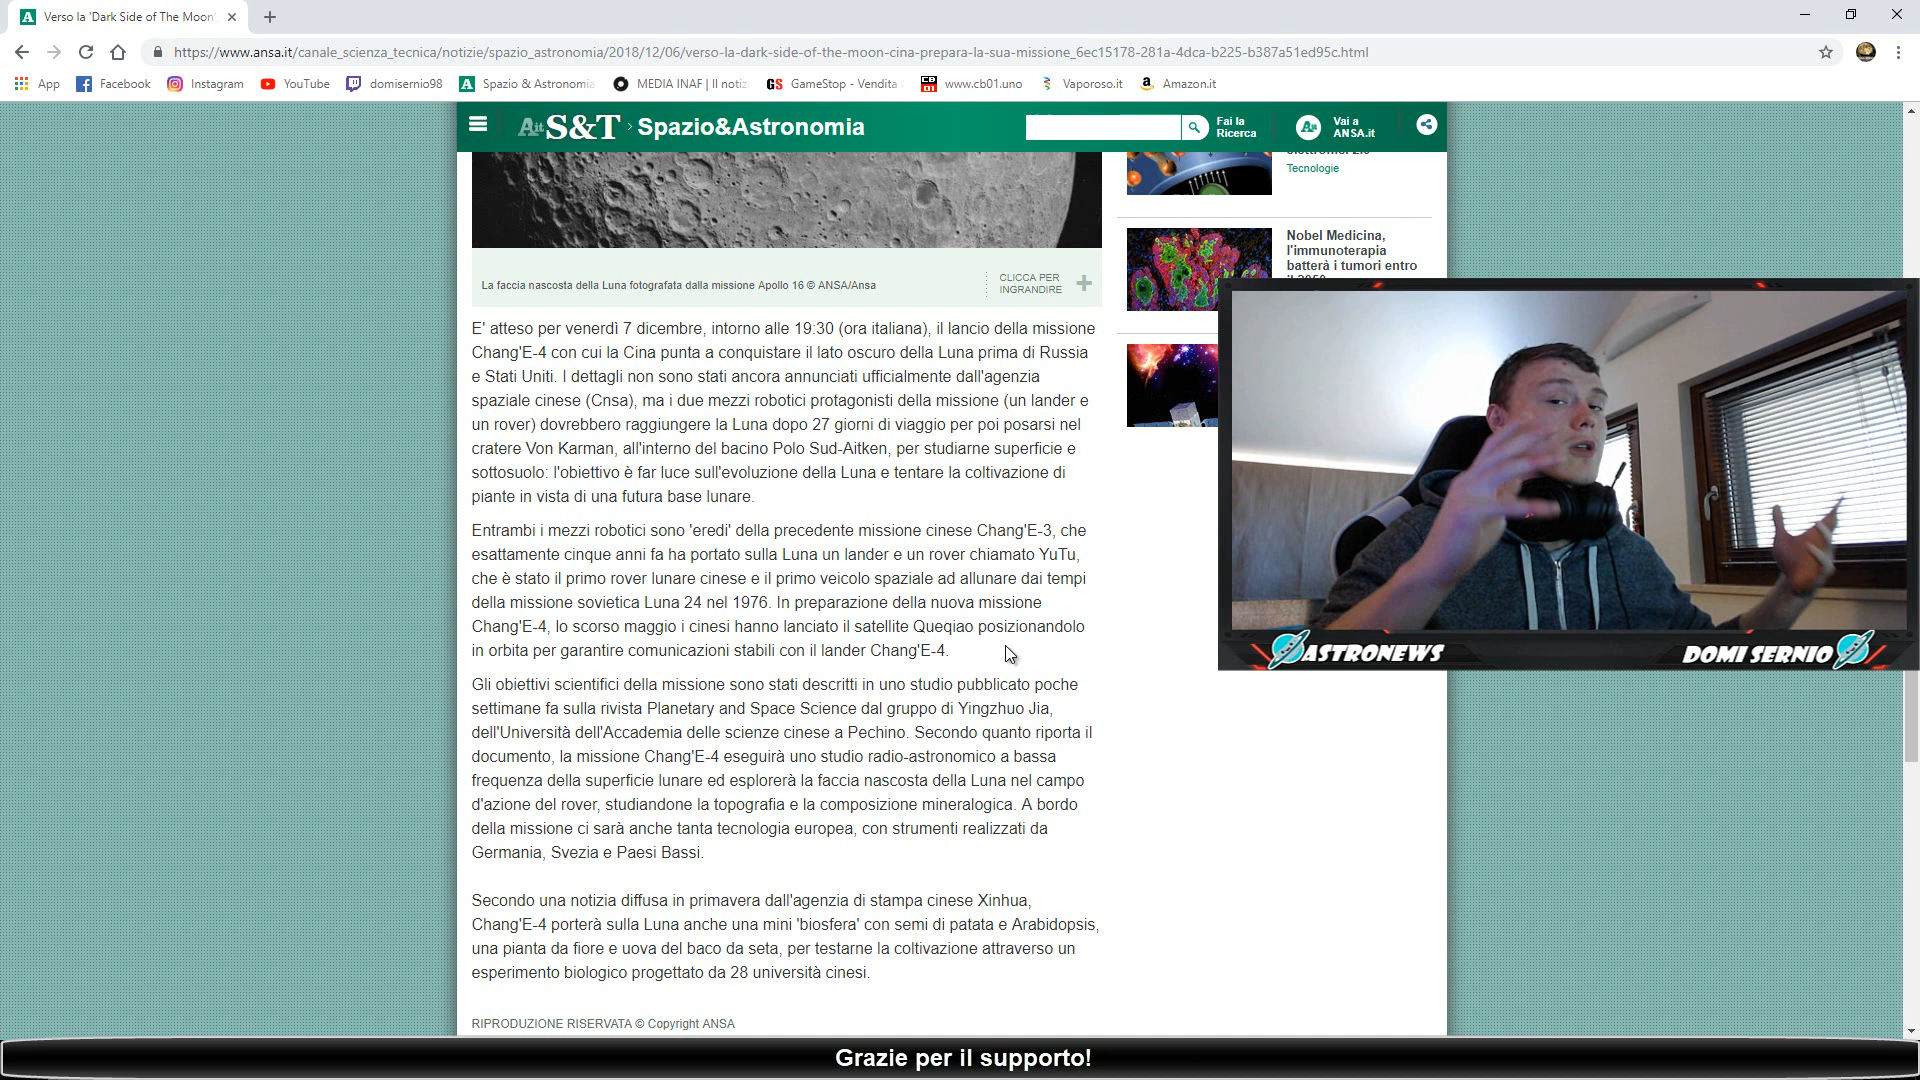 Verso la 'Dark Side of The Moon'
https://www.ansa.it/canale_scienza_tecnica/notizie/spazio_astronomia/2018/12/06/verso-la-dark-side-of-the-moon-cina-prepara-la-sua-missione_6ec15178-281a-4dca-b225-b387a51ed95c.html
App Facebook Instagram YouTube domisernio98 Spazio & Astronomia MEDIA INAF | Il notiz GameStop - Vendita www.cb01.uno Vaporoso.it Amazon.it
Ait S&T › Spazio&Astronomia
Fai la
Ricerca
Vai a
ANSA.it
Tecnologie
Nobel Medicina,
l'immunoterapia
batterà i tumori entro
La faccia nascosta della Luna fotografata dalla missione Apollo 16 © ANSA/Ansa
CLICCA PER
INGRANDIRE
E' atteso per venerdì 7 dicembre, intorno alle 19:30 (ora italiana), il lancio della missione
Chang'E-4 con cui la Cina punta a conquistare il lato oscuro della Luna prima di Russia
e Stati Uniti. I dettagli non sono stati ancora annunciati ufficialmente dall'agenzia
spaziale cinese (Cnsa), ma i due mezzi robotici protagonisti della missione (un lander e
un rover) dovrebbero raggiungere la Luna dopo 27 giorni di viaggio per poi posarsi nel
cratere Von Karman, all'interno del bacino Polo Sud-Aitken, per studiarne superficie e
sottosuolo: l'obiettivo è far luce sull'evoluzione della Luna e tentare la coltivazione di
piante in vista di una futura base lunare.
Entrambi i mezzi robotici sono 'eredi' della precedente missione cinese Chang'E-3, che
esattamente cinque anni fa ha portato sulla Luna un lander e un rover chiamato YuTu,
che è stato il primo rover lunare cinese e il primo veicolo spaziale ad allunare dai tempi
della missione sovietica Luna 24 nel 1976. In preparazione della nuova missione
Chang'E-4, lo scorso maggio i cinesi hanno lanciato il satellite Queqiao posizionandolo
in orbita per garantire comunicazioni stabili con il lander Chang'E-4.
Gli obiettivi scientifici della missione sono stati descritti in uno studio pubblicato poche
settimane fa sulla rivista Planetary and Space Science dal gruppo di Yingzhuo Jia,
dell'Università dell'Accademia delle scienze cinese a Pechino. Secondo quanto riporta il
documento, la missione Chang'E-4 eseguirà uno studio radio-astronomico a bassa
frequenza della superficie lunare ed esplorerà la faccia nascosta della Luna nel campo
d'azione del rover, studiandone la topografia e la composizione mineralogica. A bordo
della missione ci sarà anche tanta tecnologia europea, con strumenti realizzati da
Germania, Svezia e Paesi Bassi.
Secondo una notizia diffusa in primavera dall'agenzia di stampa cinese Xinhua,
Chang'E-4 porterà sulla Luna anche una mini 'biosfera' con semi di patata e Arabidopsis,
una pianta da fiore e uova del baco da seta, per testarne la coltivazione attraverso un
esperimento biologico progettato da 28 università cinesi.
RIPRODUZIONE RISERVATA © Copyright ANSA
ASTRONEWS
DOMI SERNIO
Grazie per il supporto!